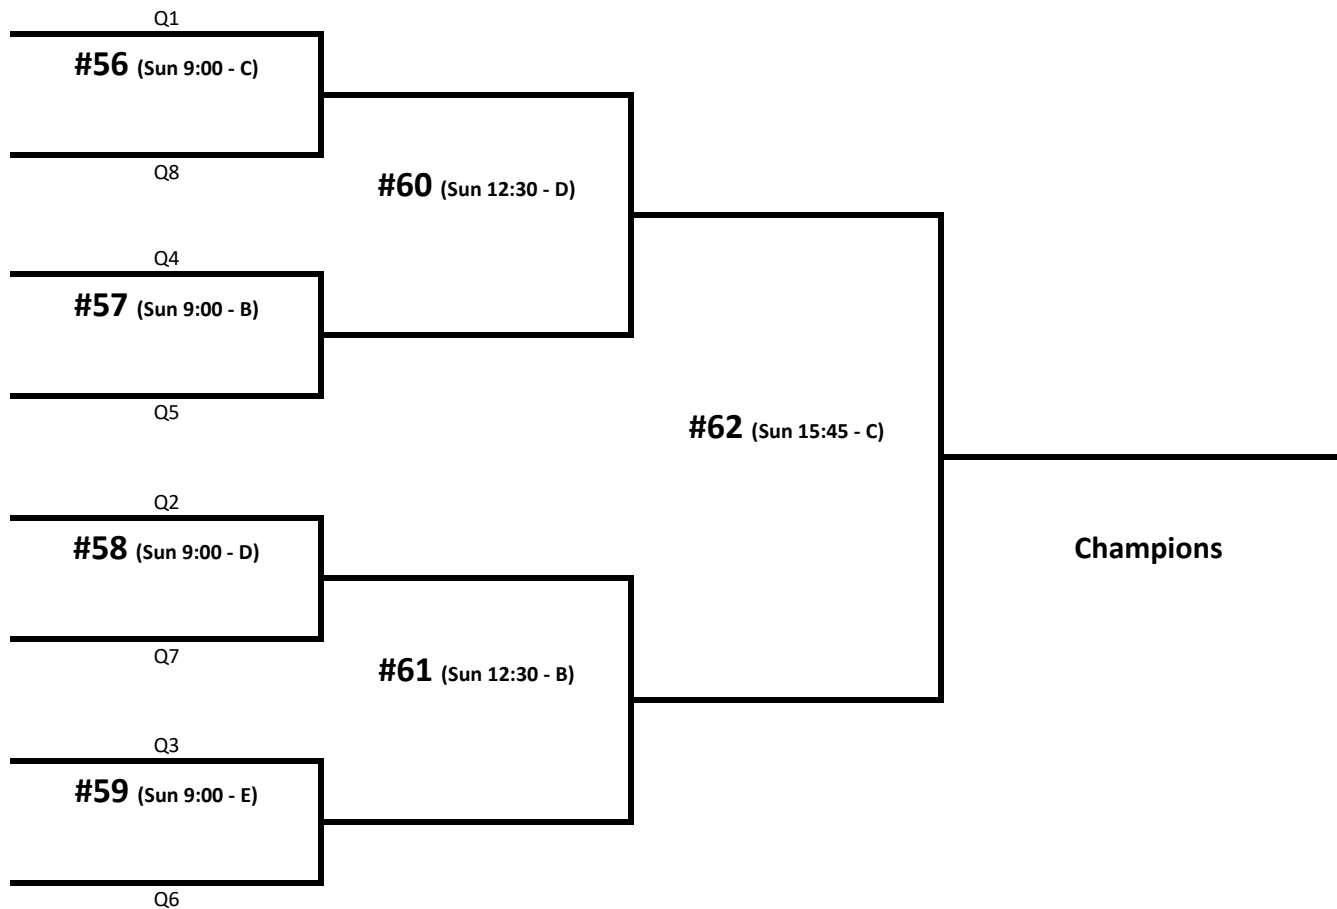 Q1
#56 (Sun 9:00 - C)
Q8
#60 (Sun 12:30 - D)
Q4
#57 (Sun 9:00 - B)
Q5
#62 (Sun 15:45 - C)
Q2
#58 (Sun 9:00 - D)
Champions
Q7
#61 (Sun 12:30 - B)
Q3
#59 (Sun 9:00 - E)
Q6